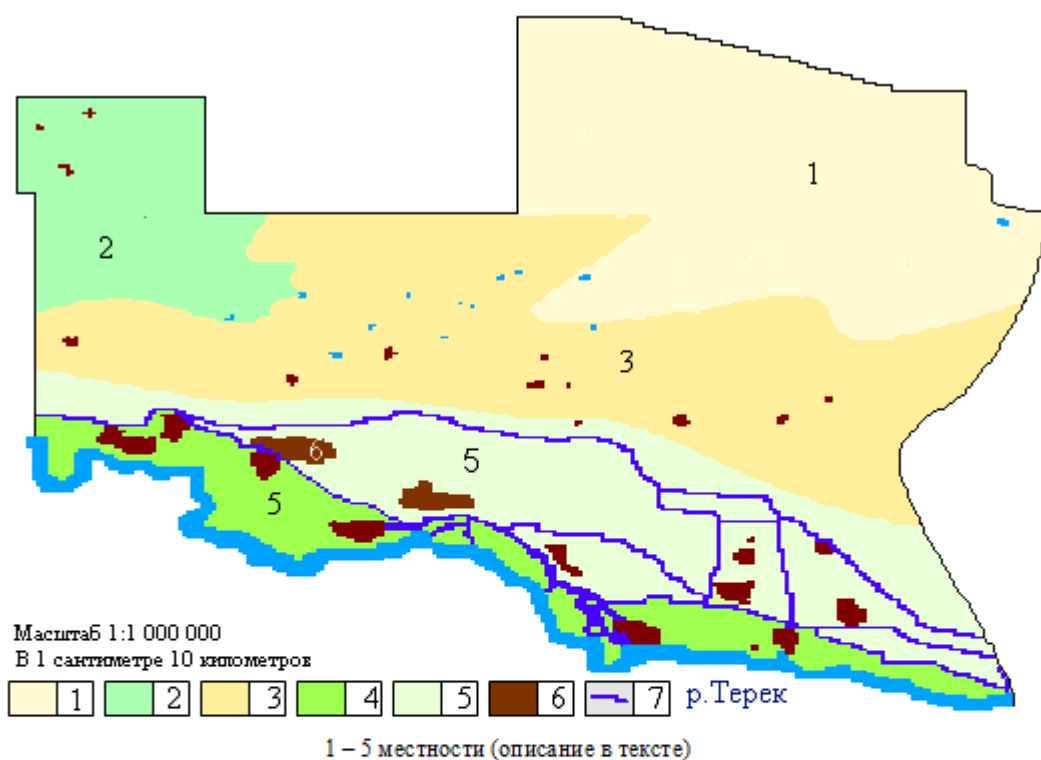 1
2
3
6
5
5
Масштаб 1:1 000 000
В 1 сантиметре 10 километров
1 2 3 4 5 6 7 р.Терек
1 – 5 местности (описание в тексте)